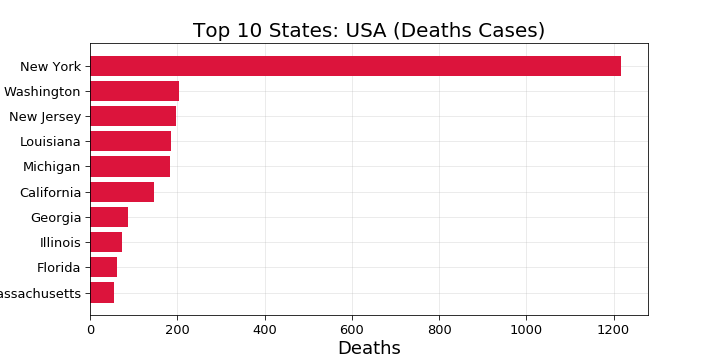 Top 10 States: USA (Deaths Cases)
New York
Washington
New Jersey
Louisiana
Michigan
California
Georgia
Illinois
Florida
assachusetts
0 200 400 600 800 1000 1200
Deaths